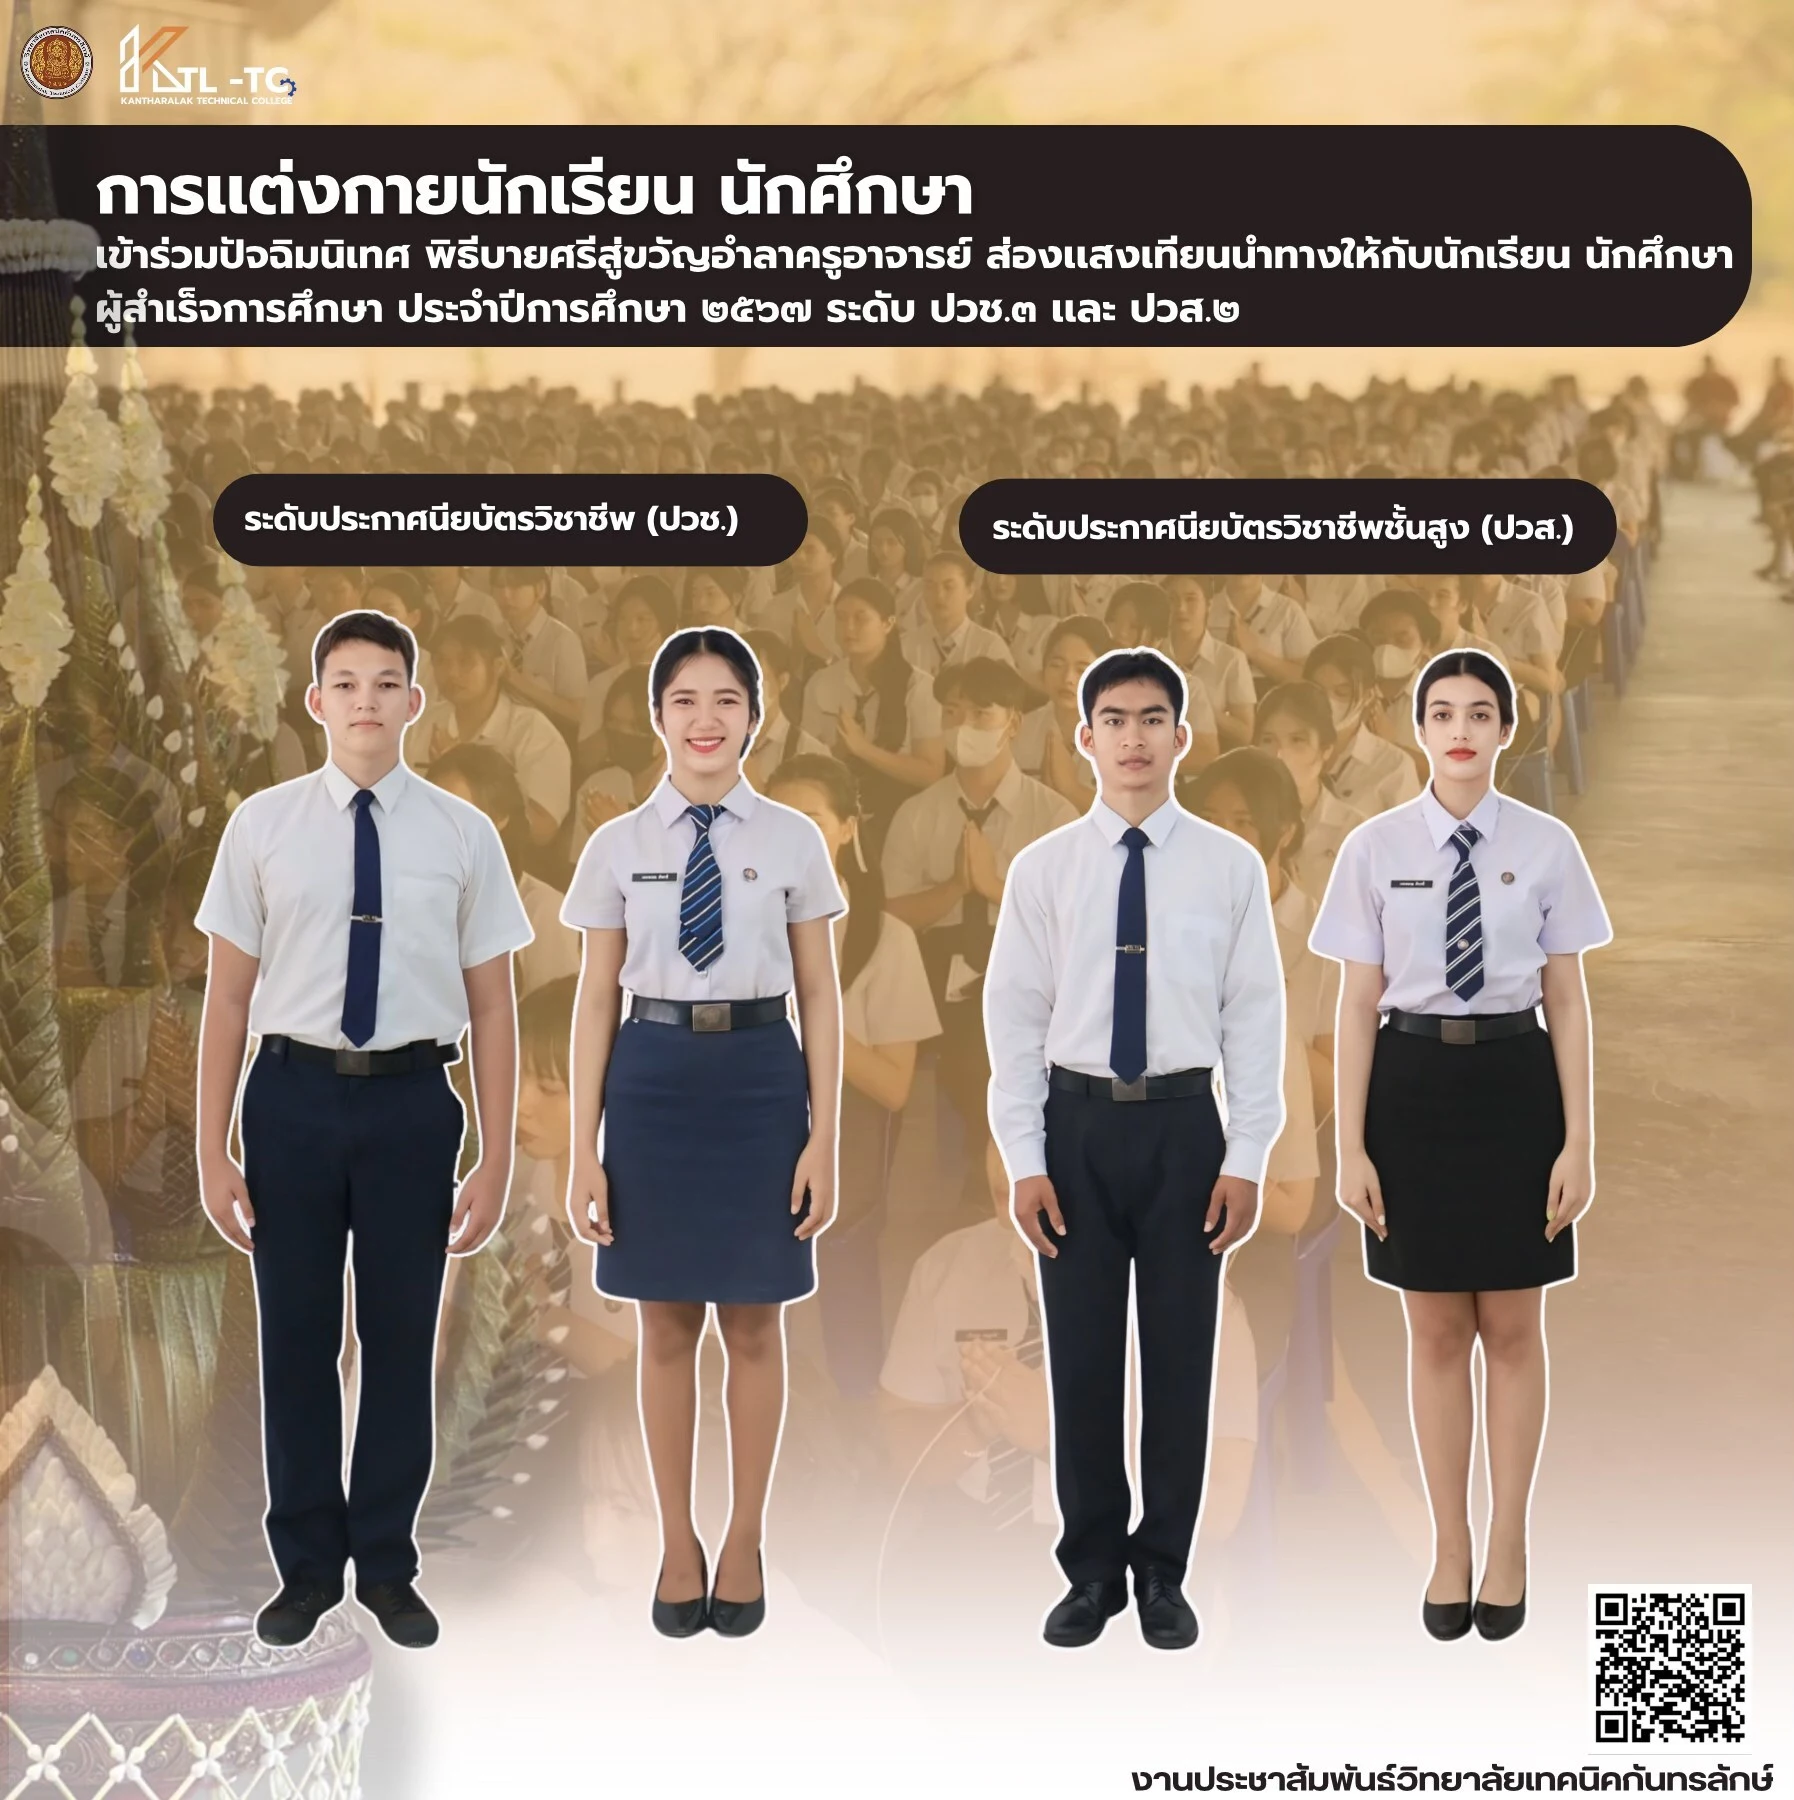 KTL -TC
KANTHARALAK TECHNICAL COLLEGE
การแต่งกายนักเรียน นักศึกษา
เข้าร่วมปัจฉิมนิเทศ พิธีบายศรีสู่ขวัญอำลาครูอาจารย์ ส่องแสงเทียนนำทางให้กับนักเรียน นักศึกษา
ผู้สำเร็จการศึกษา ประจำปีการศึกษา ๒๕๖๗ ระดับ ปวช.๓ และ ปวส.๒
ระดับประกาศนียบัตรวิชาชีพ (ปวช.)
ระดับประกาศนียบัตรวิชาชีพชั้นสูง (ปวส.)
งานประชาสัมพันธ์วิทยาลัยเทคนิคกันทรลักษ์